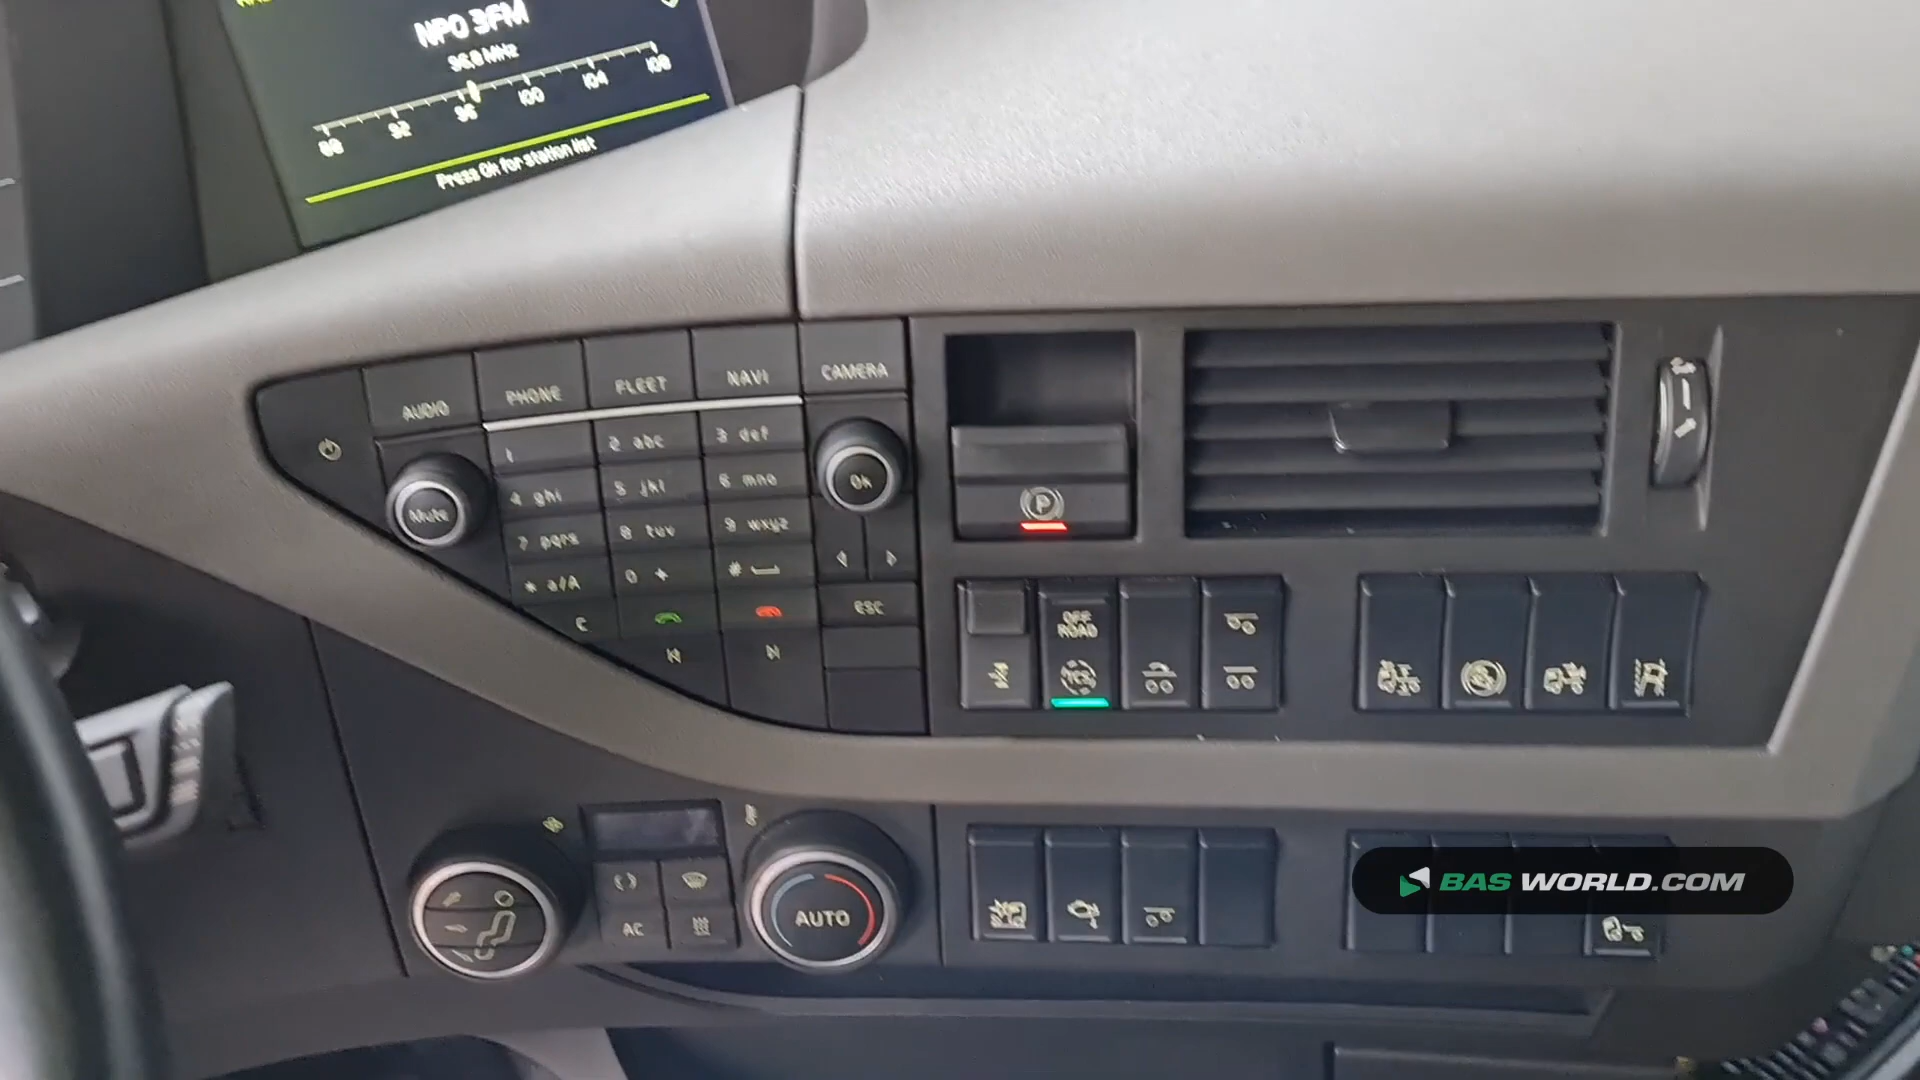 NPO 3FM
96.8 MHz
88 92 96 100 104 108
Press Ok for station list
AUDIO PHONE FLEET NAVI CAMERA
1 2 abc 3 def
4 ghi 5 jkl 6 mno
7 pqrs 8 tuv 9 wxyz
* a/A 0 + #
C ESC
Mute
Ok
P
OFF
ROAD
TCS
AC
AUTO
BAS WORLD.COM